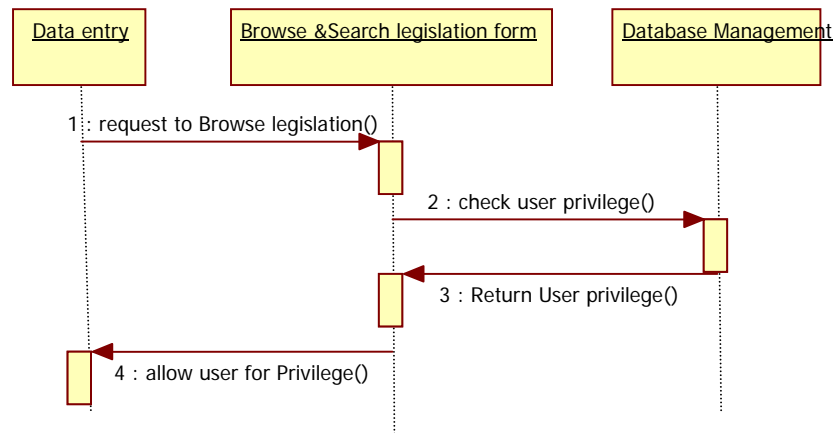 Data entry
Browse &Search legislation form
Database Management
1 : request to Browse legislation()
2 : check user privilege()
3 : Return User privilege()
4 : allow user for Privilege()